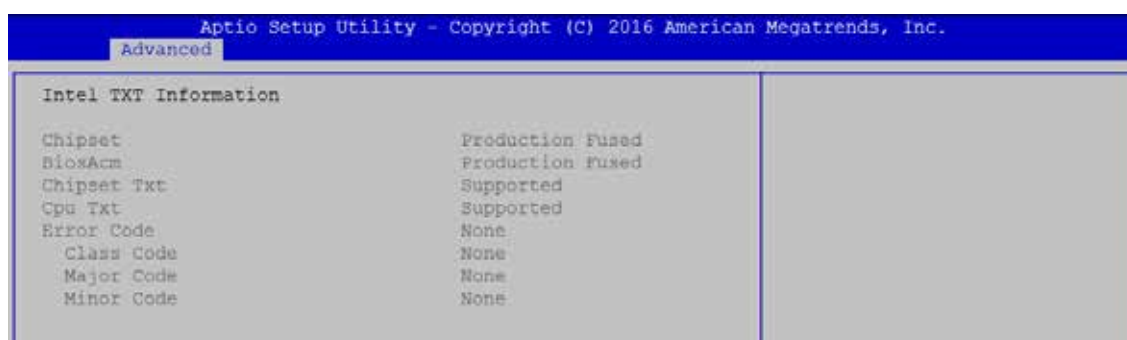 Aptio Setup Utility - Copyright (C) 2016 American Megatrends, Inc.
Advanced
Intel TXT Information
Chipset Production Fused
BiosAcm Production Fused
Chipset Txt Supported
Cpu Txt Supported
Error Code None
Class Code None
Major Code None
Minor Code None